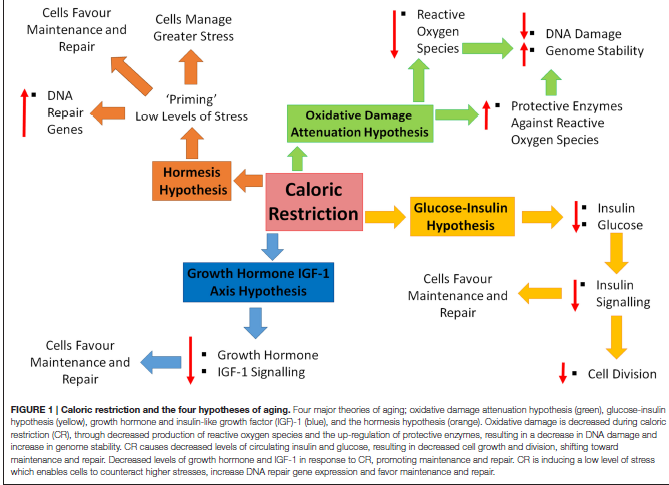 Cells Favour
Maintenance and
Repair
Cells Manage
Greater Stress
▪ DNA
Repair
Genes
‘Priming’
Low Levels of Stress
Hormesis
Hypothesis
▪ Reactive
Oxygen
Species
▪ DNA Damage
▪ Genome Stability
Oxidative Damage
Attenuation Hypothesis
▪ Protective Enzymes
Against Reactive
Oxygen Species
Caloric
Restriction
Glucose-Insulin
Hypothesis
▪ Insulin
▪ Glucose
Cells Favour
Maintenance and
Repair
▪ Insulin
Signalling
▪ Cell Division
Growth Hormone IGF-1
Axis Hypothesis
Cells Favour
Maintenance and
Repair
▪ Growth Hormone
▪ IGF-1 Signalling
FIGURE 1 | Caloric restriction and the four hypotheses of aging. Four major theories of aging; oxidative damage attenuation hypothesis (green), glucose-insulin
hypothesis (yellow), growth hormone and insulin-like growth factor (IGF)-1 (blue), and the hormesis hypothesis (orange). Oxidative damage is decreased during caloric
restriction (CR), through decreased production of reactive oxygen species and the up-regulation of protective enzymes, resulting in a decrease in DNA damage and
increase in genome stability. CR causes decreased levels of circulating insulin and glucose, resulting in decreased cell growth and division, shifting toward
maintenance and repair. Decreased levels of growth hormone and IGF-1 in response to CR, promoting maintenance and repair. CR is inducing a low level of stress
which enables cells to counteract higher stresses, increase DNA repair gene expression and favor maintenance and repair.